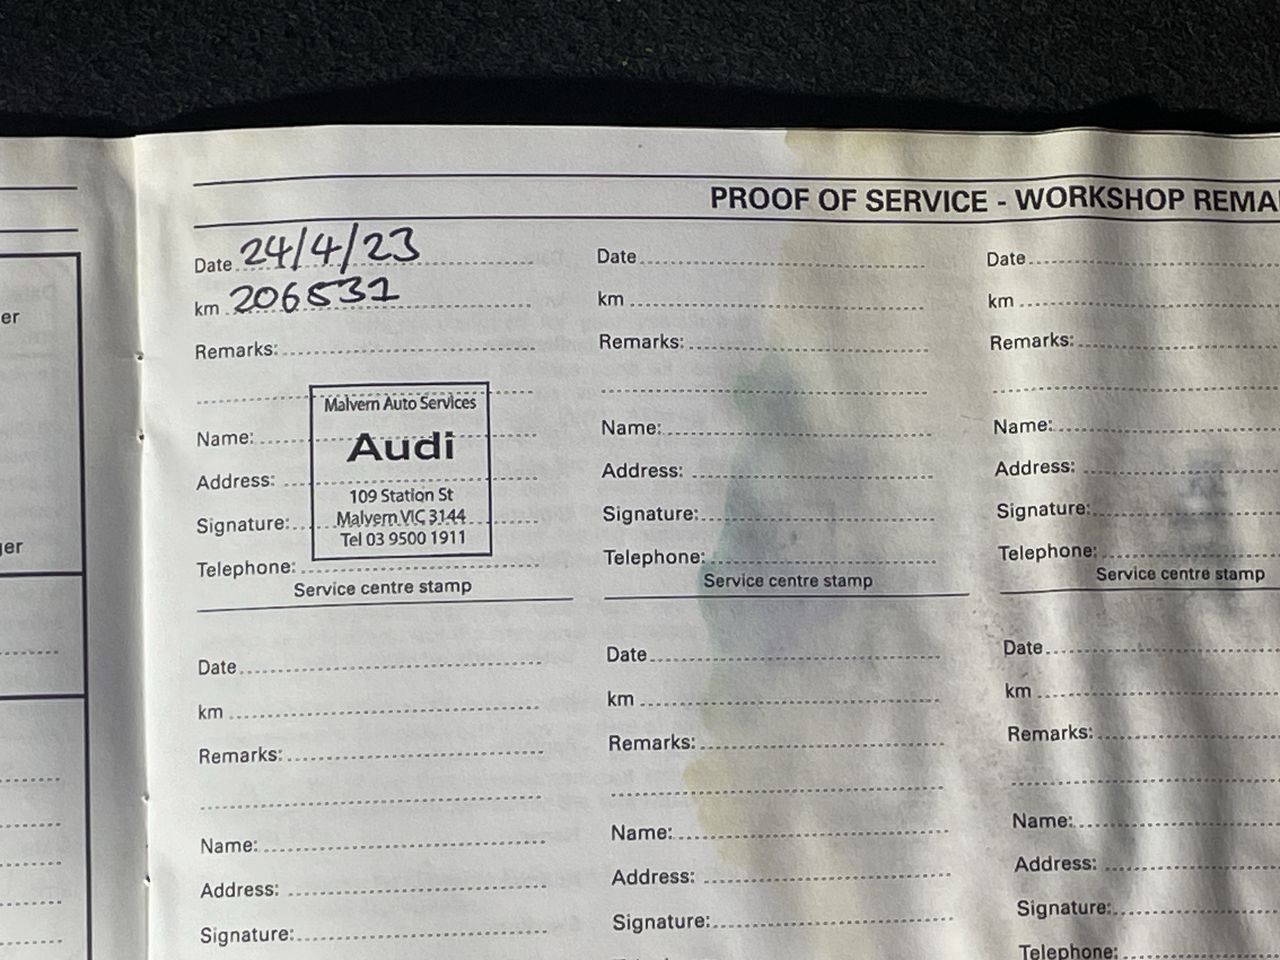 er
ger
PROOF OF SERVICE - WORKSHOP REMA
Date 24/4/23
km 206531
Remarks:
Name:
Address:
Signature:
Telephone:
Malvern Auto Services
Audi
109 Station St
Malvern VIC 3144
Tel 03 9500 1911
Service centre stamp
Date
km
Remarks:
Name:
Address:
Signature:
Telephone:
Service centre stamp
Date
km
Remarks:
Name:
Address:
Signature:
Telephone:
Service centre stamp
Date
km
Remarks:
Name:
Address:
Signature:
Date
km
Remarks:
Name:
Address:
Signature:
Date
km
Remarks:
Name:
Address:
Signature:
Telephone: